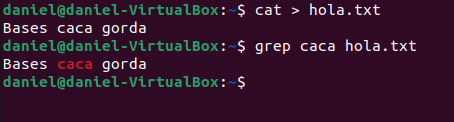 daniel@daniel-VirtualBox:~$ cat > hola.txt
Bases caca gorda
daniel@daniel-VirtualBox:~$ grep caca hola.txt
Bases caca gorda
daniel@daniel-VirtualBox:~$